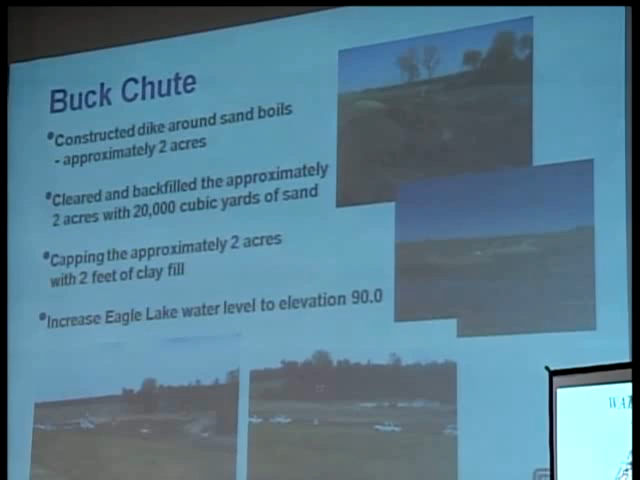 Buck Chute
•Constructed dike around sand boils
- approximately 2 acres
•Cleared and backfilled the approximately
2 acres with 20,000 cubic yards of sand
•Capping the approximately 2 acres
with 2 feet of clay fill
•Increase Eagle Lake water level to elevation 90.0